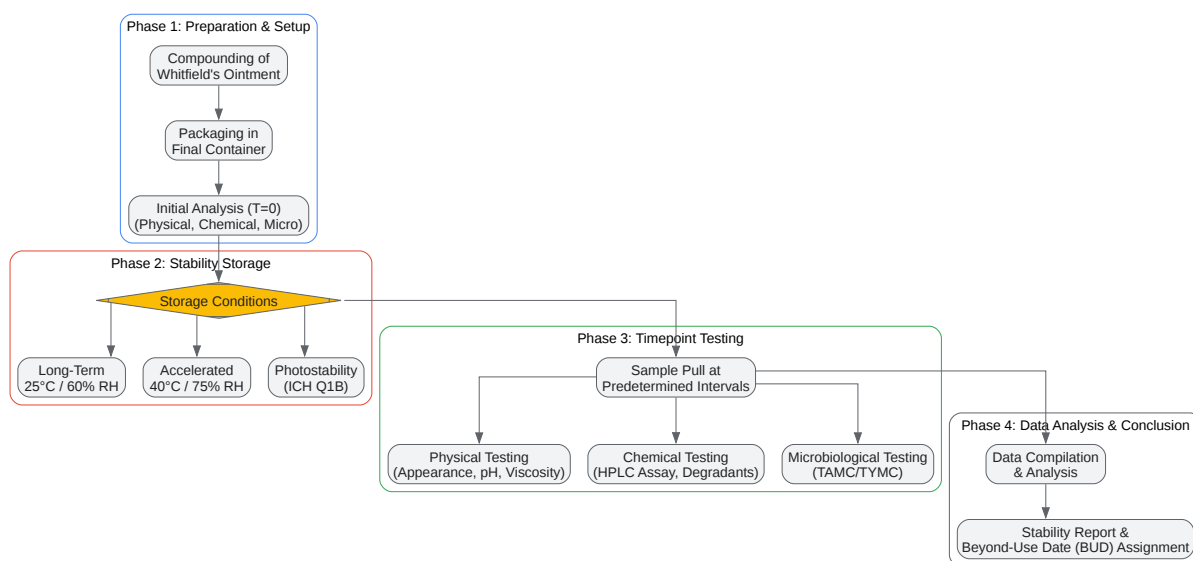 Phase 1: Preparation & Setup
Compounding of
Whitfield's Ointment
Packaging in
Final Container
Initial Analysis (T=0)
(Physical, Chemical, Micro)
Phase 2: Stability Storage
Storage Conditions
Long-Term
25°C / 60% RH
Accelerated
40°C / 75% RH
Photostability
(ICH Q1B)
Phase 3: Timepoint Testing
Sample Pull at
Predetermined Intervals
Physical Testing
(Appearance, pH, Viscosity)
Chemical Testing
(HPLC Assay, Degradants)
Microbiological Testing
(TAMC/TYMC)
Phase 4: Data Analysis & Conclusion
Data Compilation
& Analysis
Stability Report &
Beyond-Use Date (BUD) Assignment